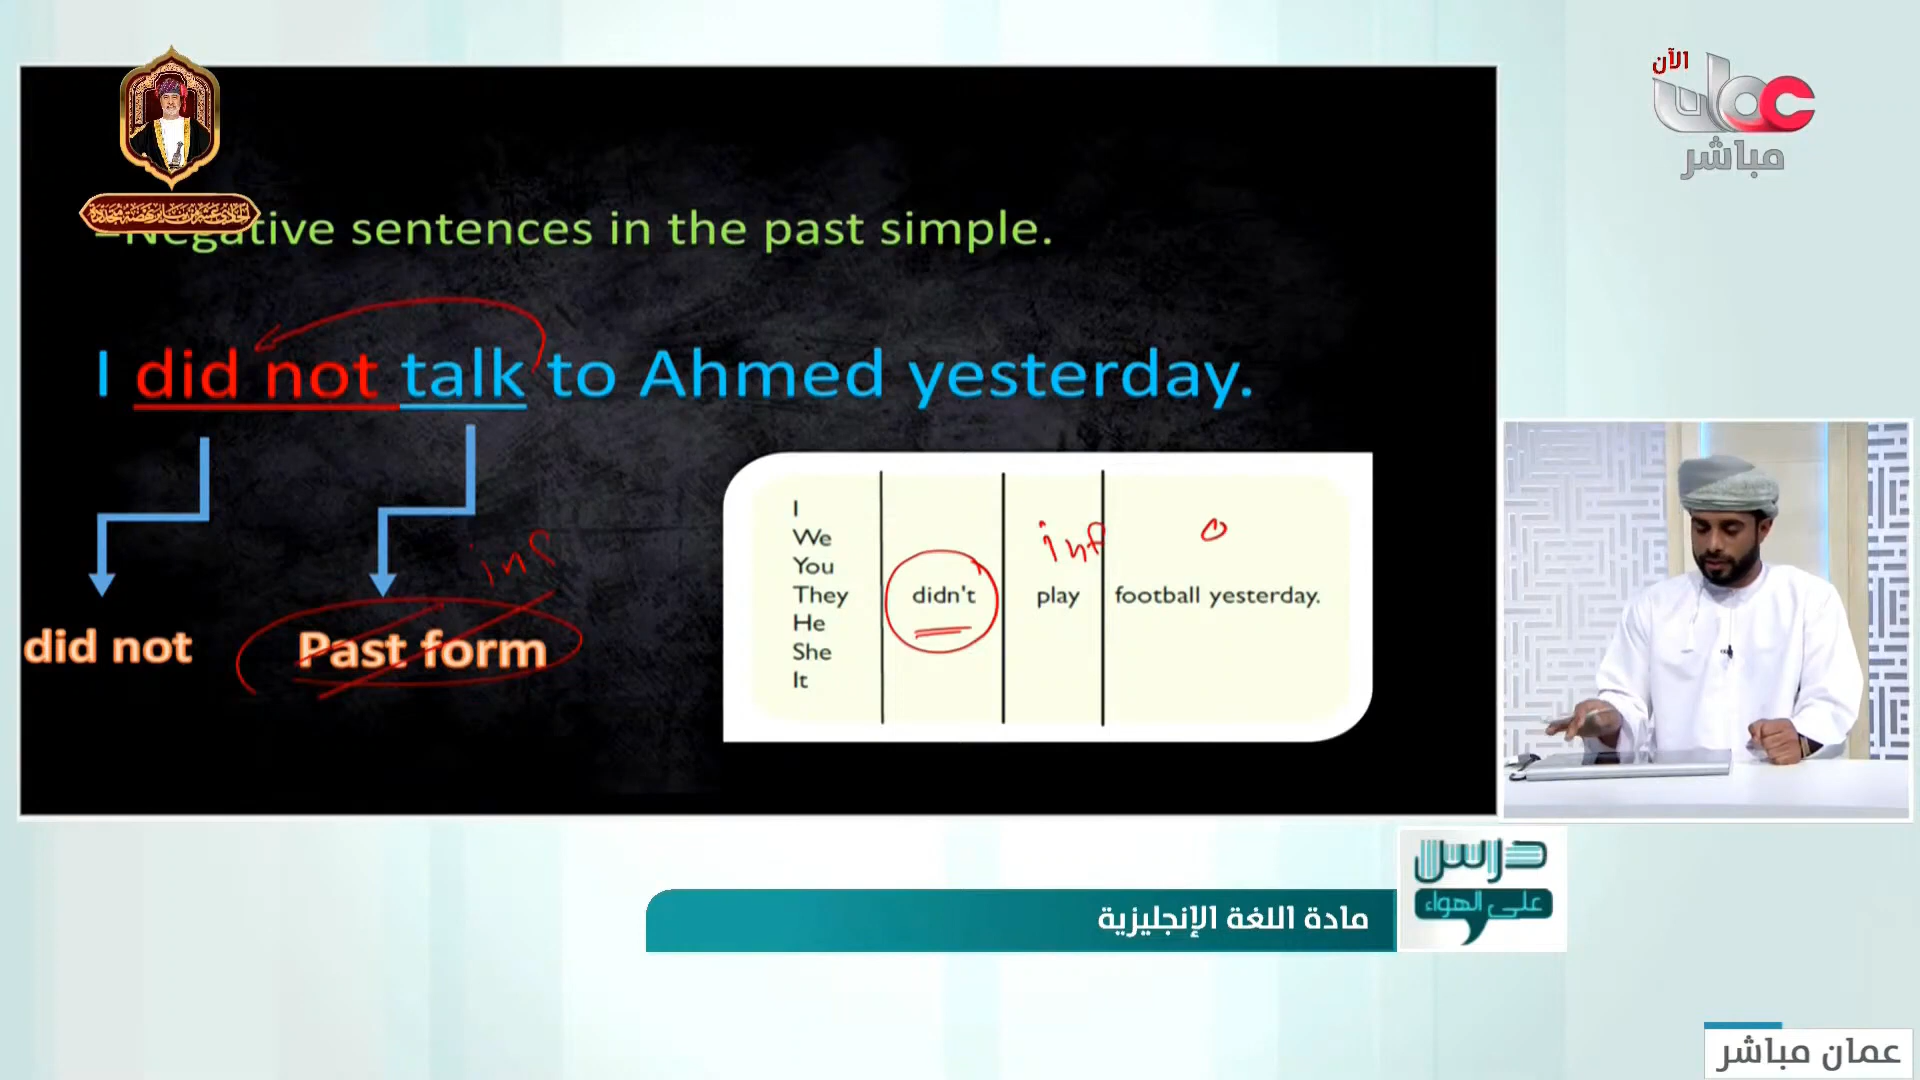 الآن
عمان
مباشر
-Negative sentences in the past simple.
I did not talk to Ahmed yesterday.
did not
Past form
inf
I
We
You
They
He
She
It
didn't
inf
play
o
football yesterday.
درس
على الهواء
مادة اللغة الإنجليزية
عمان مباشر